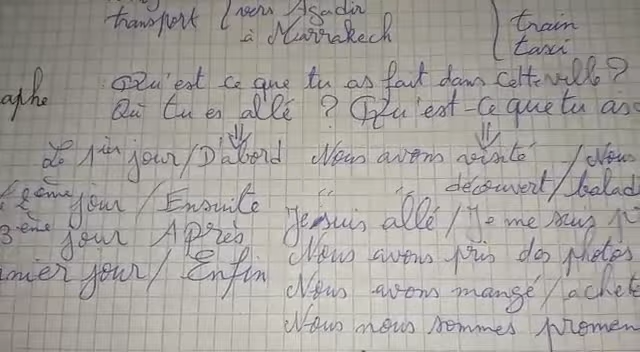 transport vers Agadir train
à Marrakech taxi
Qu'est ce que tu as fait dans cette ville ?
aphe Où tu es allé ? Qu'est-ce que tu as
Le 1ier jour / D'abord Nous avons visité / Nous
2ème jour / Ensuite " " découvert / balad
3ème jour Après Je suis allé / Je me suis p
Nous avons pris des photos
nier jour / Enfin Nous avons mangé / acheté
Nous nous sommes promen